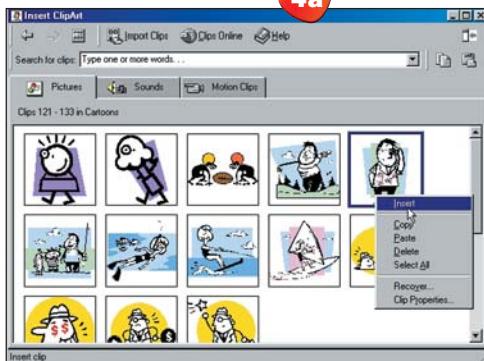 4a
Insert ClipArt
Import Clips Clips Online Help
Search for clips: Type one or more words. . .
Pictures Sounds Motion Clips
Clips 121 - 133 in Cartoons
Insert
Copy
Paste
Delete
Select All
Recover...
Clip Properties...
$ $
$
Insert clip